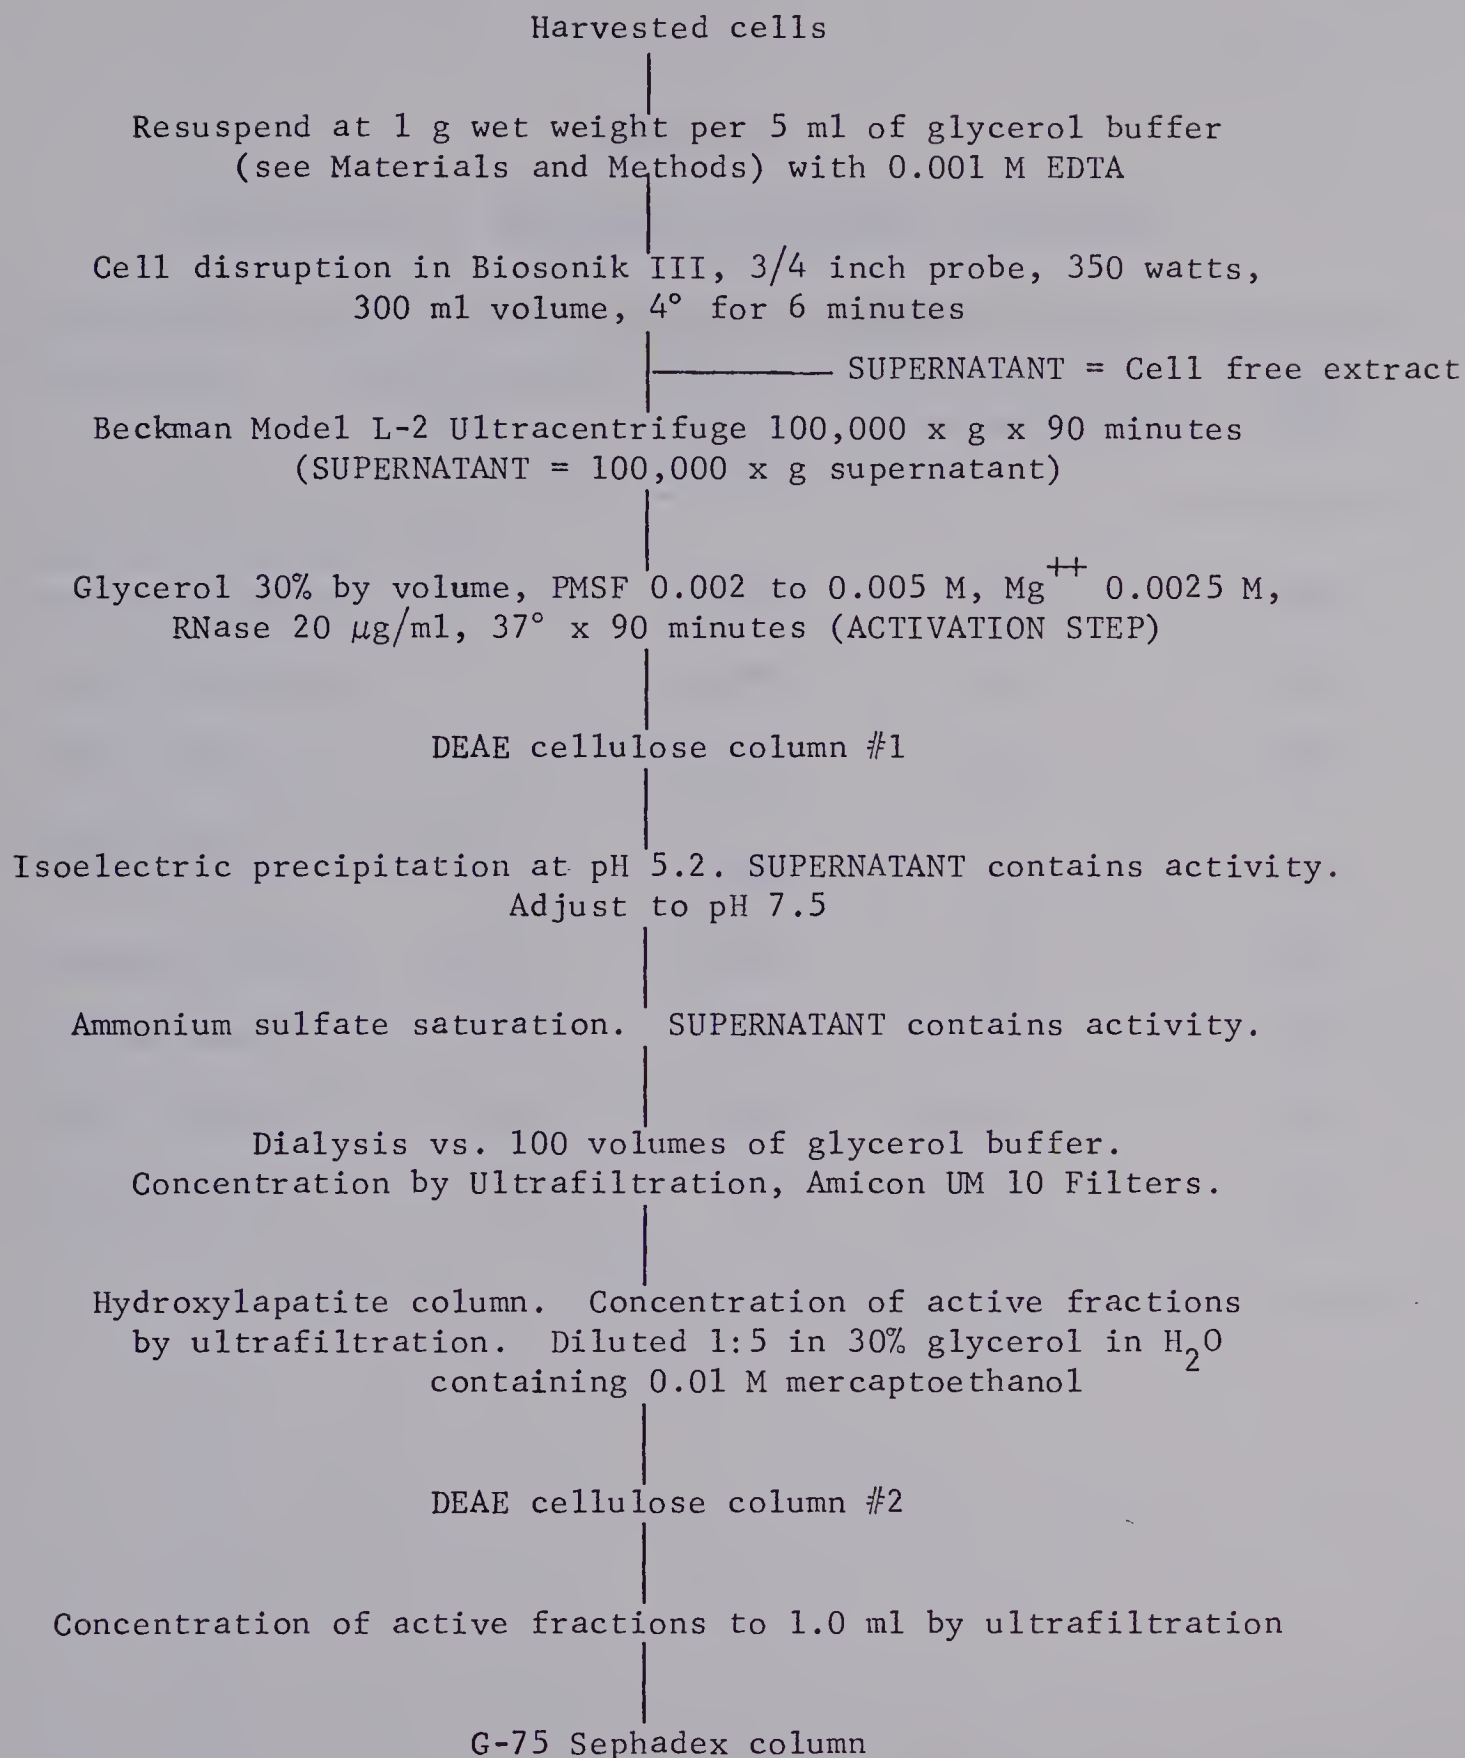 Harvested cells
Resuspend at 1 g wet weight per 5 ml of glycerol buffer
(see Materials and Methods) with 0.001 M EDTA
Cell disruption in Biosonik III, 3/4 inch probe, 350 watts,
300 ml volume, 4° for 6 minutes
SUPERNATANT = Cell free extract
Beckman Model L-2 Ultracentrifuge 100,000 x g x 90 minutes
(SUPERNATANT = 100,000 x g supernatant)
Glycerol 30% by volume, PMSF 0.002 to 0.005 M, Mg++ 0.0025 M,
RNase 20 µg/ml, 37° x 90 minutes (ACTIVATION STEP)
DEAE cellulose column #1
Isoelectric precipitation at pH 5.2. SUPERNATANT contains activity.
Adjust to pH 7.5
Ammonium sulfate saturation. SUPERNATANT contains activity.
Dialysis vs. 100 volumes of glycerol buffer.
Concentration by Ultrafiltration, Amicon UM 10 Filters.
Hydroxylapatite column. Concentration of active fractions
by ultrafiltration. Diluted 1:5 in 30% glycerol in H2O
containing 0.01 M mercaptoethanol
DEAE cellulose column #2
Concentration of active fractions to 1.0 ml by ultrafiltration
G-75 Sephadex column